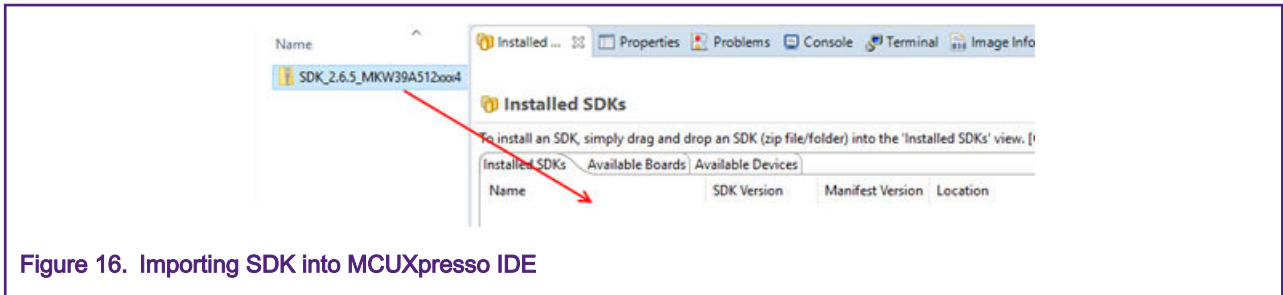 Name
SDK_2.6.5_MKW39A512xxx4
Installed ... Properties Problems Console Terminal Image Info
Installed SDKs
To install an SDK, simply drag and drop an SDK (zip file/folder) into the 'Installed SDKs' view. [
Installed SDKs Available Boards Available Devices
Name SDK Version Manifest Version Location
Figure 16. Importing SDK into MCUXpresso IDE